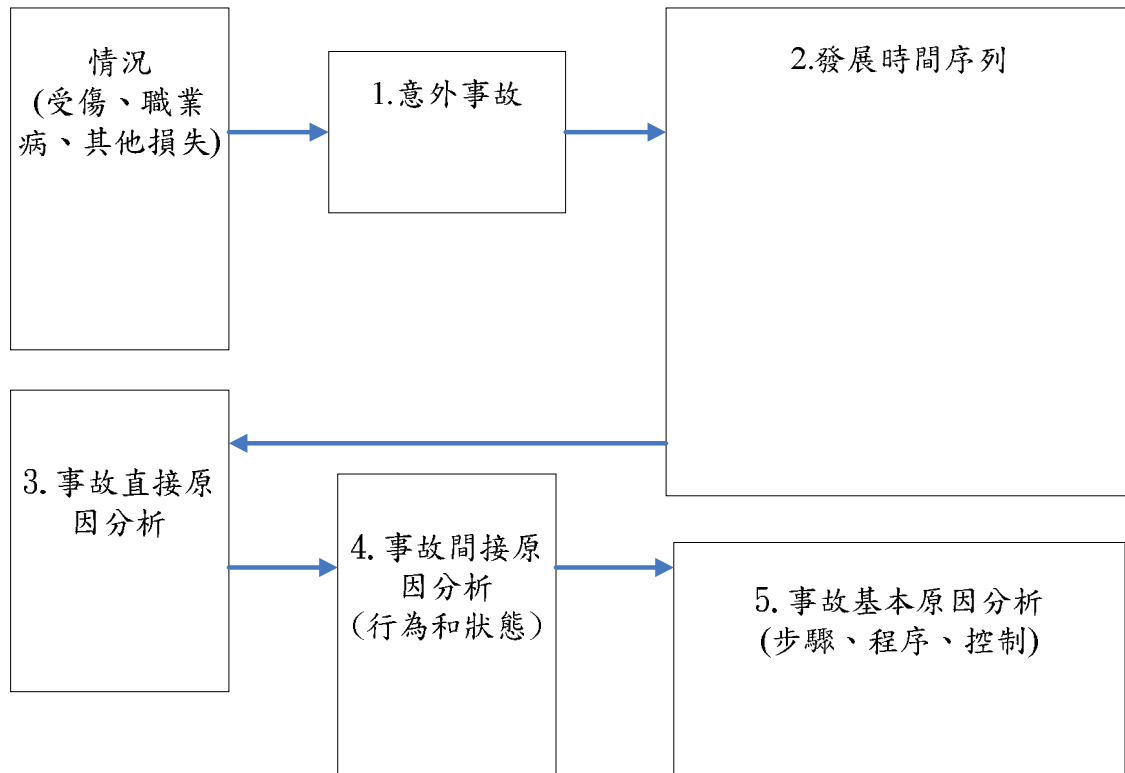 情況
(受傷、職業
病、其他損失)
1.意外事故
2.發展時間序列
3. 事故直接原
因分析
4. 事故間接原
因分析
（行為和狀態）
5. 事故基本原因分析
(步驟、程序、控制)